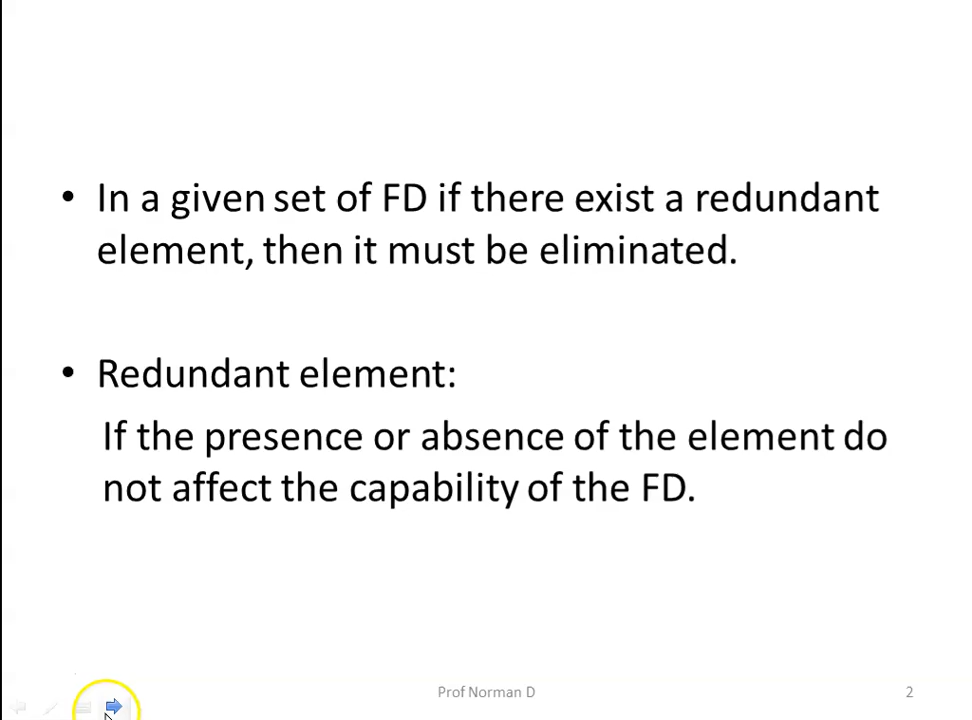 • In a given set of FD if there exist a redundant
element, then it must be eliminated.
• Redundant element:
If the presence or absence of the element do
not affect the capability of the FD.
Prof Norman D
2